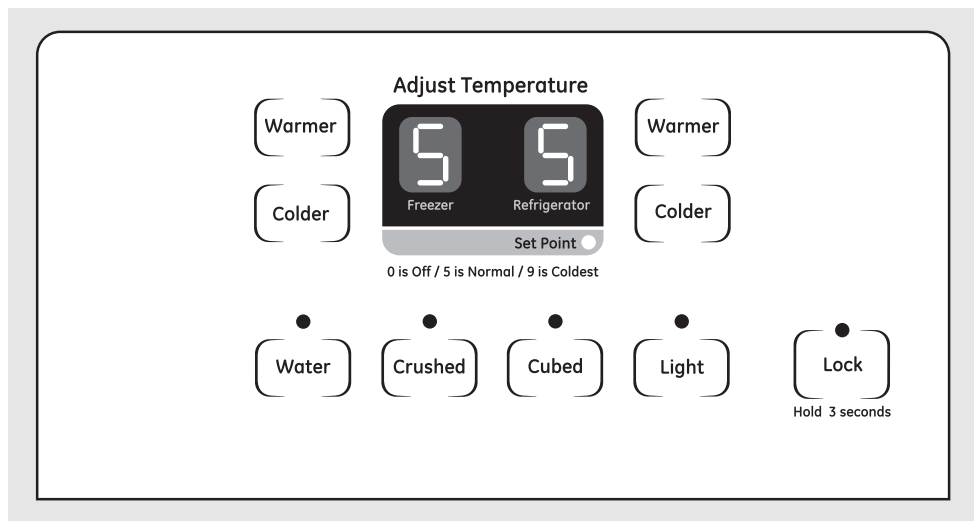 Adjust Temperature
Warmer
5 5
Warmer
Freezer Refrigerator
Colder
Colder
Set Point
0 is Off / 5 is Normal / 9 is Coldest
Water
Crushed
Cubed
Light
Lock
Hold 3 seconds